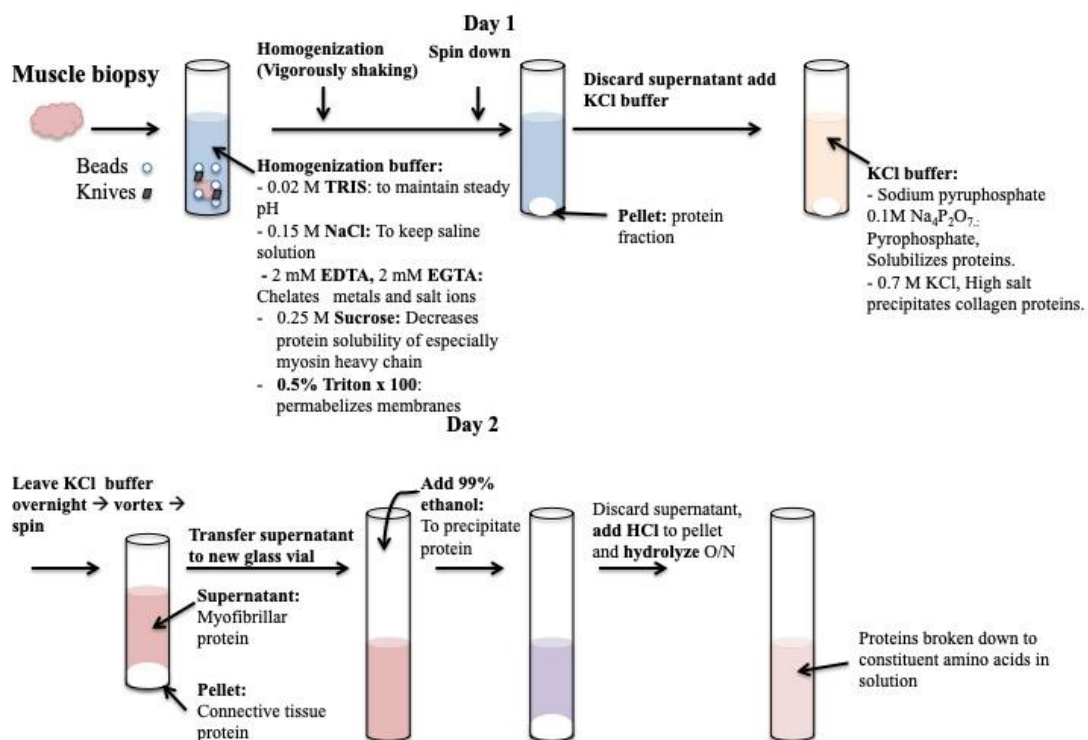 Day 1
Muscle biopsy
Beads
Knives
Homogenization
(Vigorously shaking)
Spin down
Homogenization buffer:
- 0.02 M TRIS: to maintain steady
pH
- 0.15 M NaCl: To keep saline
solution
- 2 mM EDTA, 2 mM EGTA:
Chelates metals and salt ions
- 0.25 M Sucrose: Decreases
protein solubility of especially
myosin heavy chain
- 0.5% Triton x 100:
permabelizes membranes
Pellet: protein
fraction
Discard supernatant add
KCl buffer
KCl buffer:
- Sodium pyruphosphate
0.1M Na₄P₂O₇.:
Pyrophosphate,
Solubilizes proteins.
- 0.7 M KCl, High salt
precipitates collagen proteins.
Day 2
Leave KCl buffer
overnight → vortex →
spin
Supernatant:
Myofibrillar
protein
Pellet:
Connective tissue
protein
Transfer supernatant
to new glass vial
Add 99%
ethanol:
To precipitate
protein
Discard supernatant,
add HCl to pellet
and hydrolyze O/N
Proteins broken down to
constituent amino acids in
solution